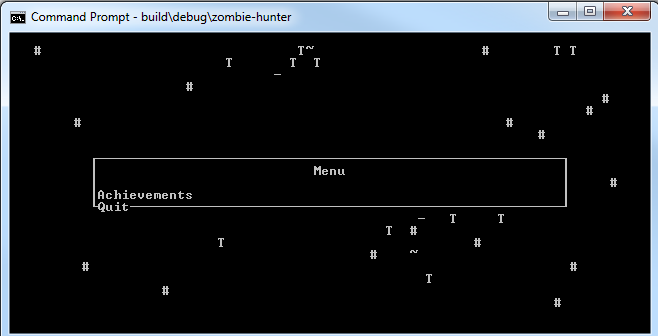 Command Prompt - build\debug\zombie-hunter
# T~ # T T
T T T
_
#
#
#
# #
#
Menu
#
Achievements
Quit
_ T T
T #
T #
# ~
# #
T
#
#